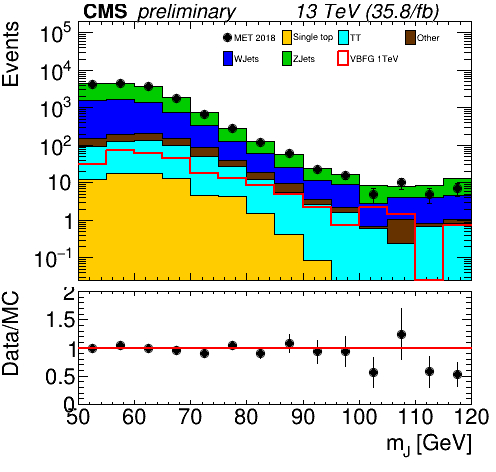 CMS preliminary 13 TeV (35.8/fb)
Events
MET 2018 Single top TT Other
WJets ZJets VBFG 1TeV
10⁵
10⁴
10³
10²
10
1
10⁻¹
Data/MC
2
1.5
1
0.5
0
50 60 70 80 90 100 110 120
m_J [GeV]